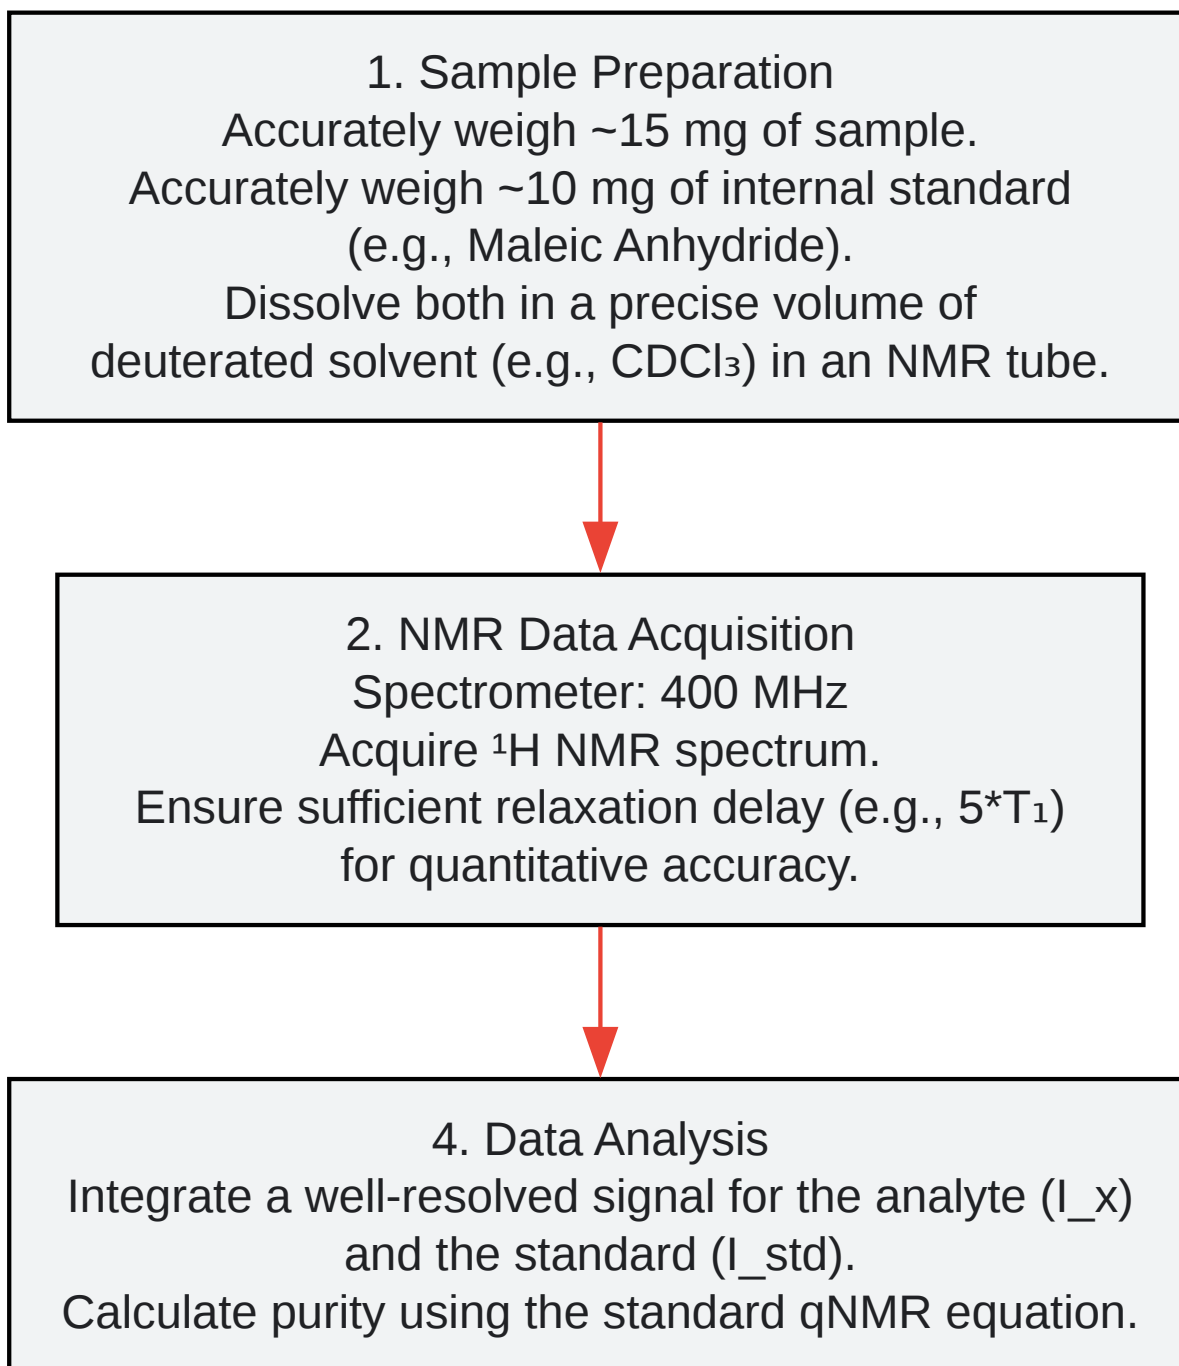 1. Sample Preparation
Accurately weigh ~15 mg of sample.
Accurately weigh ~10 mg of internal standard
(e.g., Maleic Anhydride).
Dissolve both in a precise volume of
deuterated solvent (e.g., CDCl₃) in an NMR tube.
2. NMR Data Acquisition
Spectrometer: 400 MHz
Acquire ¹H NMR spectrum.
Ensure sufficient relaxation delay (e.g., 5*T₁)
for quantitative accuracy.
4. Data Analysis
Integrate a well-resolved signal for the analyte (I_x)
and the standard (I_std).
Calculate purity using the standard qNMR equation.